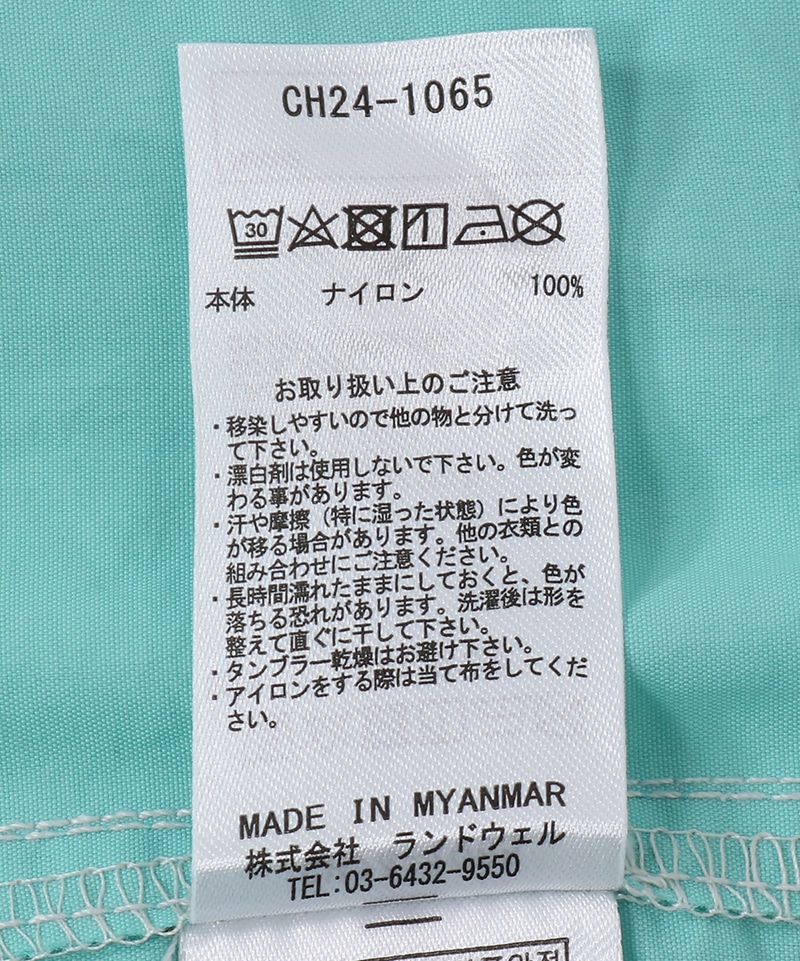 CH24-1065
30
本体 ナイロン 100%
お取り扱い上のご注意
・移染しやすいので他の物と分けて洗っ
て下さい。
・漂白剤は使用しないで下さい。色が変
わる事があります。
・汗や摩擦（特に湿った状態）により色
が移る場合があります。他の衣類との
組み合わせにご注意ください。
・長時間濡れたままにしておくと、色が
落ちる恐れがあります。洗濯後は形を
整えて直ぐに干して下さい。
・タンブラー乾燥はお避け下さい。
・アイロンをする際は当て布をしてくだ
さい。
MADE IN MYANMAR
株式会社 ランドウェル
TEL:03-6432-9550